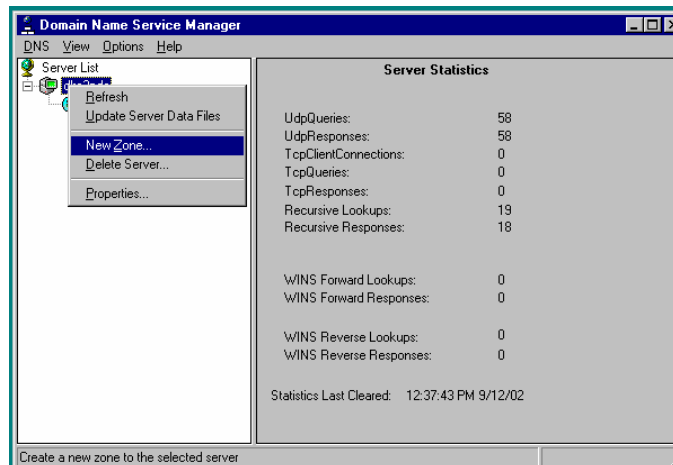 Domain Name Service Manager
DNS View Options Help
Server List
Refresh
Update Server Data Files
New Zone...
Delete Server...
Properties...
Server Statistics
UdpQueries: 58
UdpResponses: 58
TcpClientConnections: 0
TcpQueries: 0
TcpResponses: 0
Recursive Lookups: 19
Recursive Responses: 18
WINS Forward Lookups: 0
WINS Forward Responses: 0
WINS Reverse Lookups: 0
WINS Reverse Responses: 0
Statistics Last Cleared: 12:37:43 PM 9/12/02
Create a new zone to the selected server